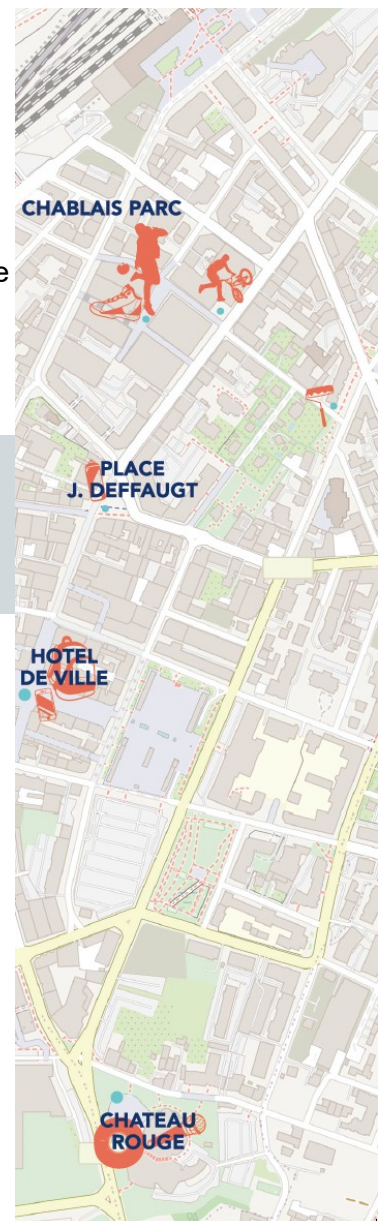 CHABLAIS PARC
e
PLACE
J. DEFFAUGT
HOTEL
DE VILLE
CHATEAU
ROUGE